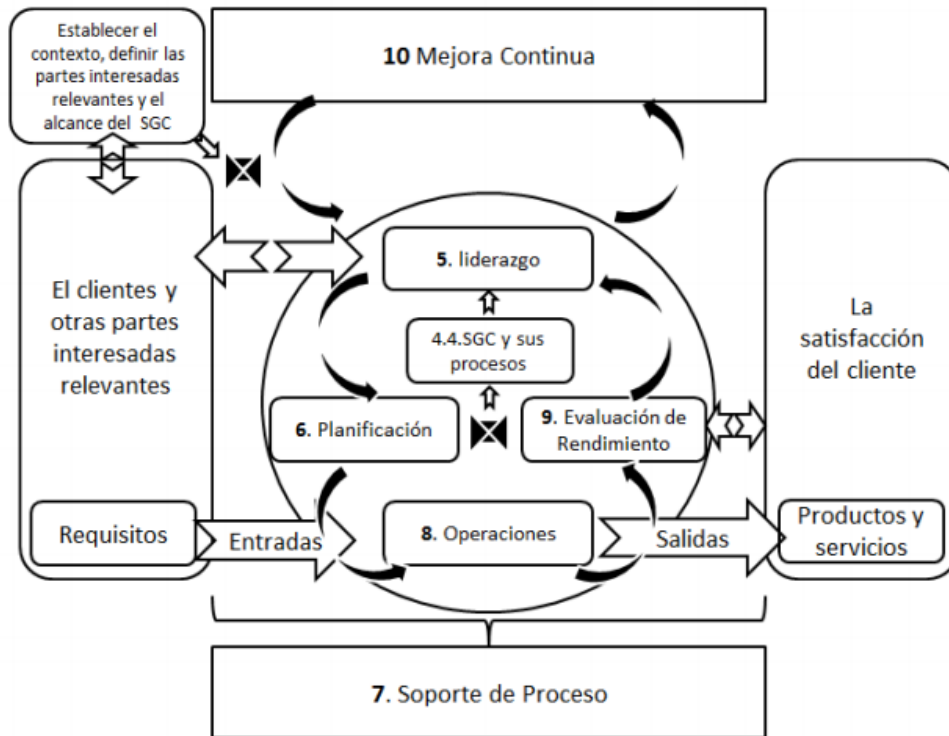 Establecer el
contexto, definir las
partes interesadas
relevantes y el
alcance del SGC
10 Mejora Continua
El clientes y
otras partes
interesadas
relevantes
5. liderazgo
4.4.SGC y sus
procesos
6. Planificación
9. Evaluación de
Rendimiento
La
satisfacción
del cliente
Requisitos
Entradas
8. Operaciones
Salidas
Productos y
servicios
7. Soporte de Proceso